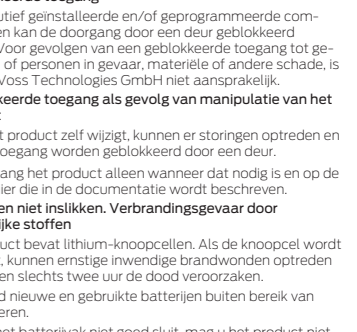 utief geïnstalleerde en/of geprogrammeerde com-
en kan de doorgang door een deur geblokkeerd
Voor gevolgen van een geblokkeerde toegang tot ge-
of personen in gevaar, materiële of andere schade, is
Voss Technologies GmbH niet aansprakelijk.
keerde toegang als gevolg van manipulatie van het
t product zelf wijzigt, kunnen er storingen optreden en
toegang worden geblokkeerd door een deur.
ang het product alleen wanneer dat nodig is en op de
ier die in de documentatie wordt beschreven.
en niet inslikken. Verbrandingsgevaar door
ijke stoffen
uct bevat lithium-knoopcellen. Als de knoopcel wordt
, kunnen ernstige inwendige brandwonden optreden
en slechts twee uur de dood veroorzaken.
d nieuwe en gebruikte batterijen buiten bereik van
eren.